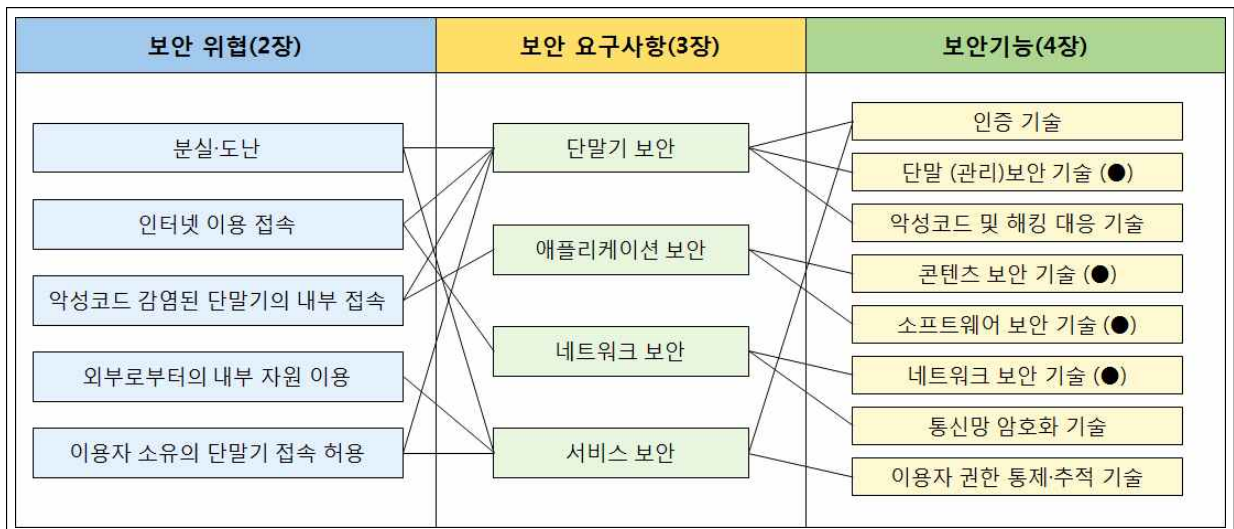 보안 위협(2장)
보안 요구사항(3장)
보안기능(4장)
분실·도난
인터넷 이용 접속
악성코드 감염된 단말기의 내부 접속
외부로부터의 내부 자원 이용
이용자 소유의 단말기 접속 허용
단말기 보안
애플리케이션 보안
네트워크 보안
서비스 보안
인증 기술
단말 (관리)보안 기술 (●)
악성코드 및 해킹 대응 기술
콘텐츠 보안 기술 (●)
소프트웨어 보안 기술 (●)
네트워크 보안 기술 (●)
통신망 암호화 기술
이용자 권한 통제·추적 기술